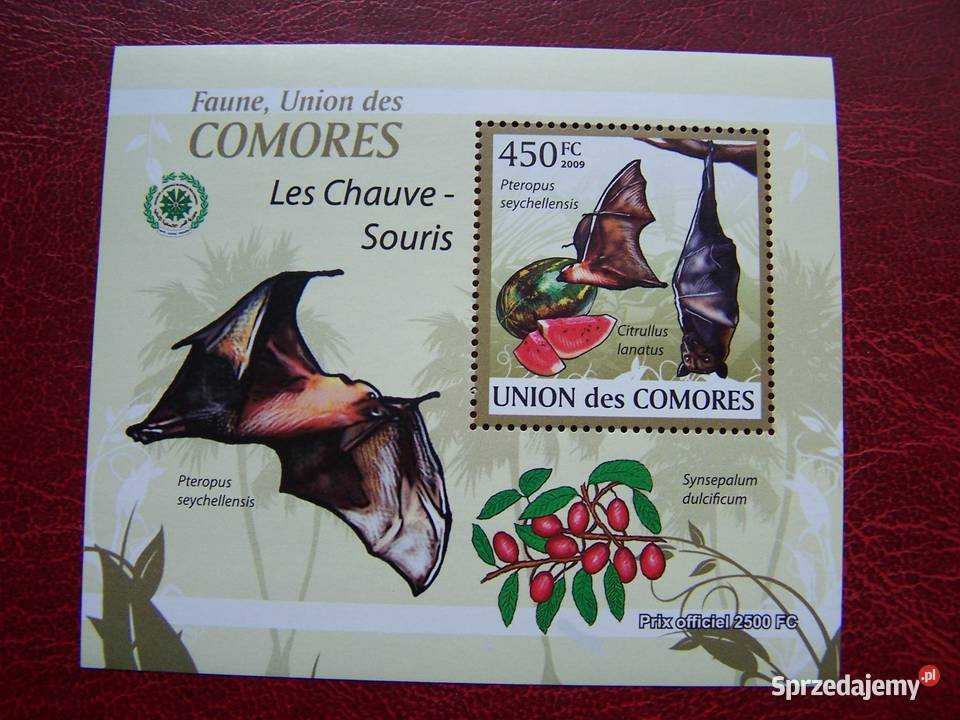 Faune, Union des
COMORES
Les Chauve -
Souris
450 FC
2009
Pteropus
seychellensis
Citrullus
lanatus
UNION des COMORES
Pteropus
seychellensis
Synsepalum
dulcificum
Prix officiel 2500 FC
Sprzedajemy.pl